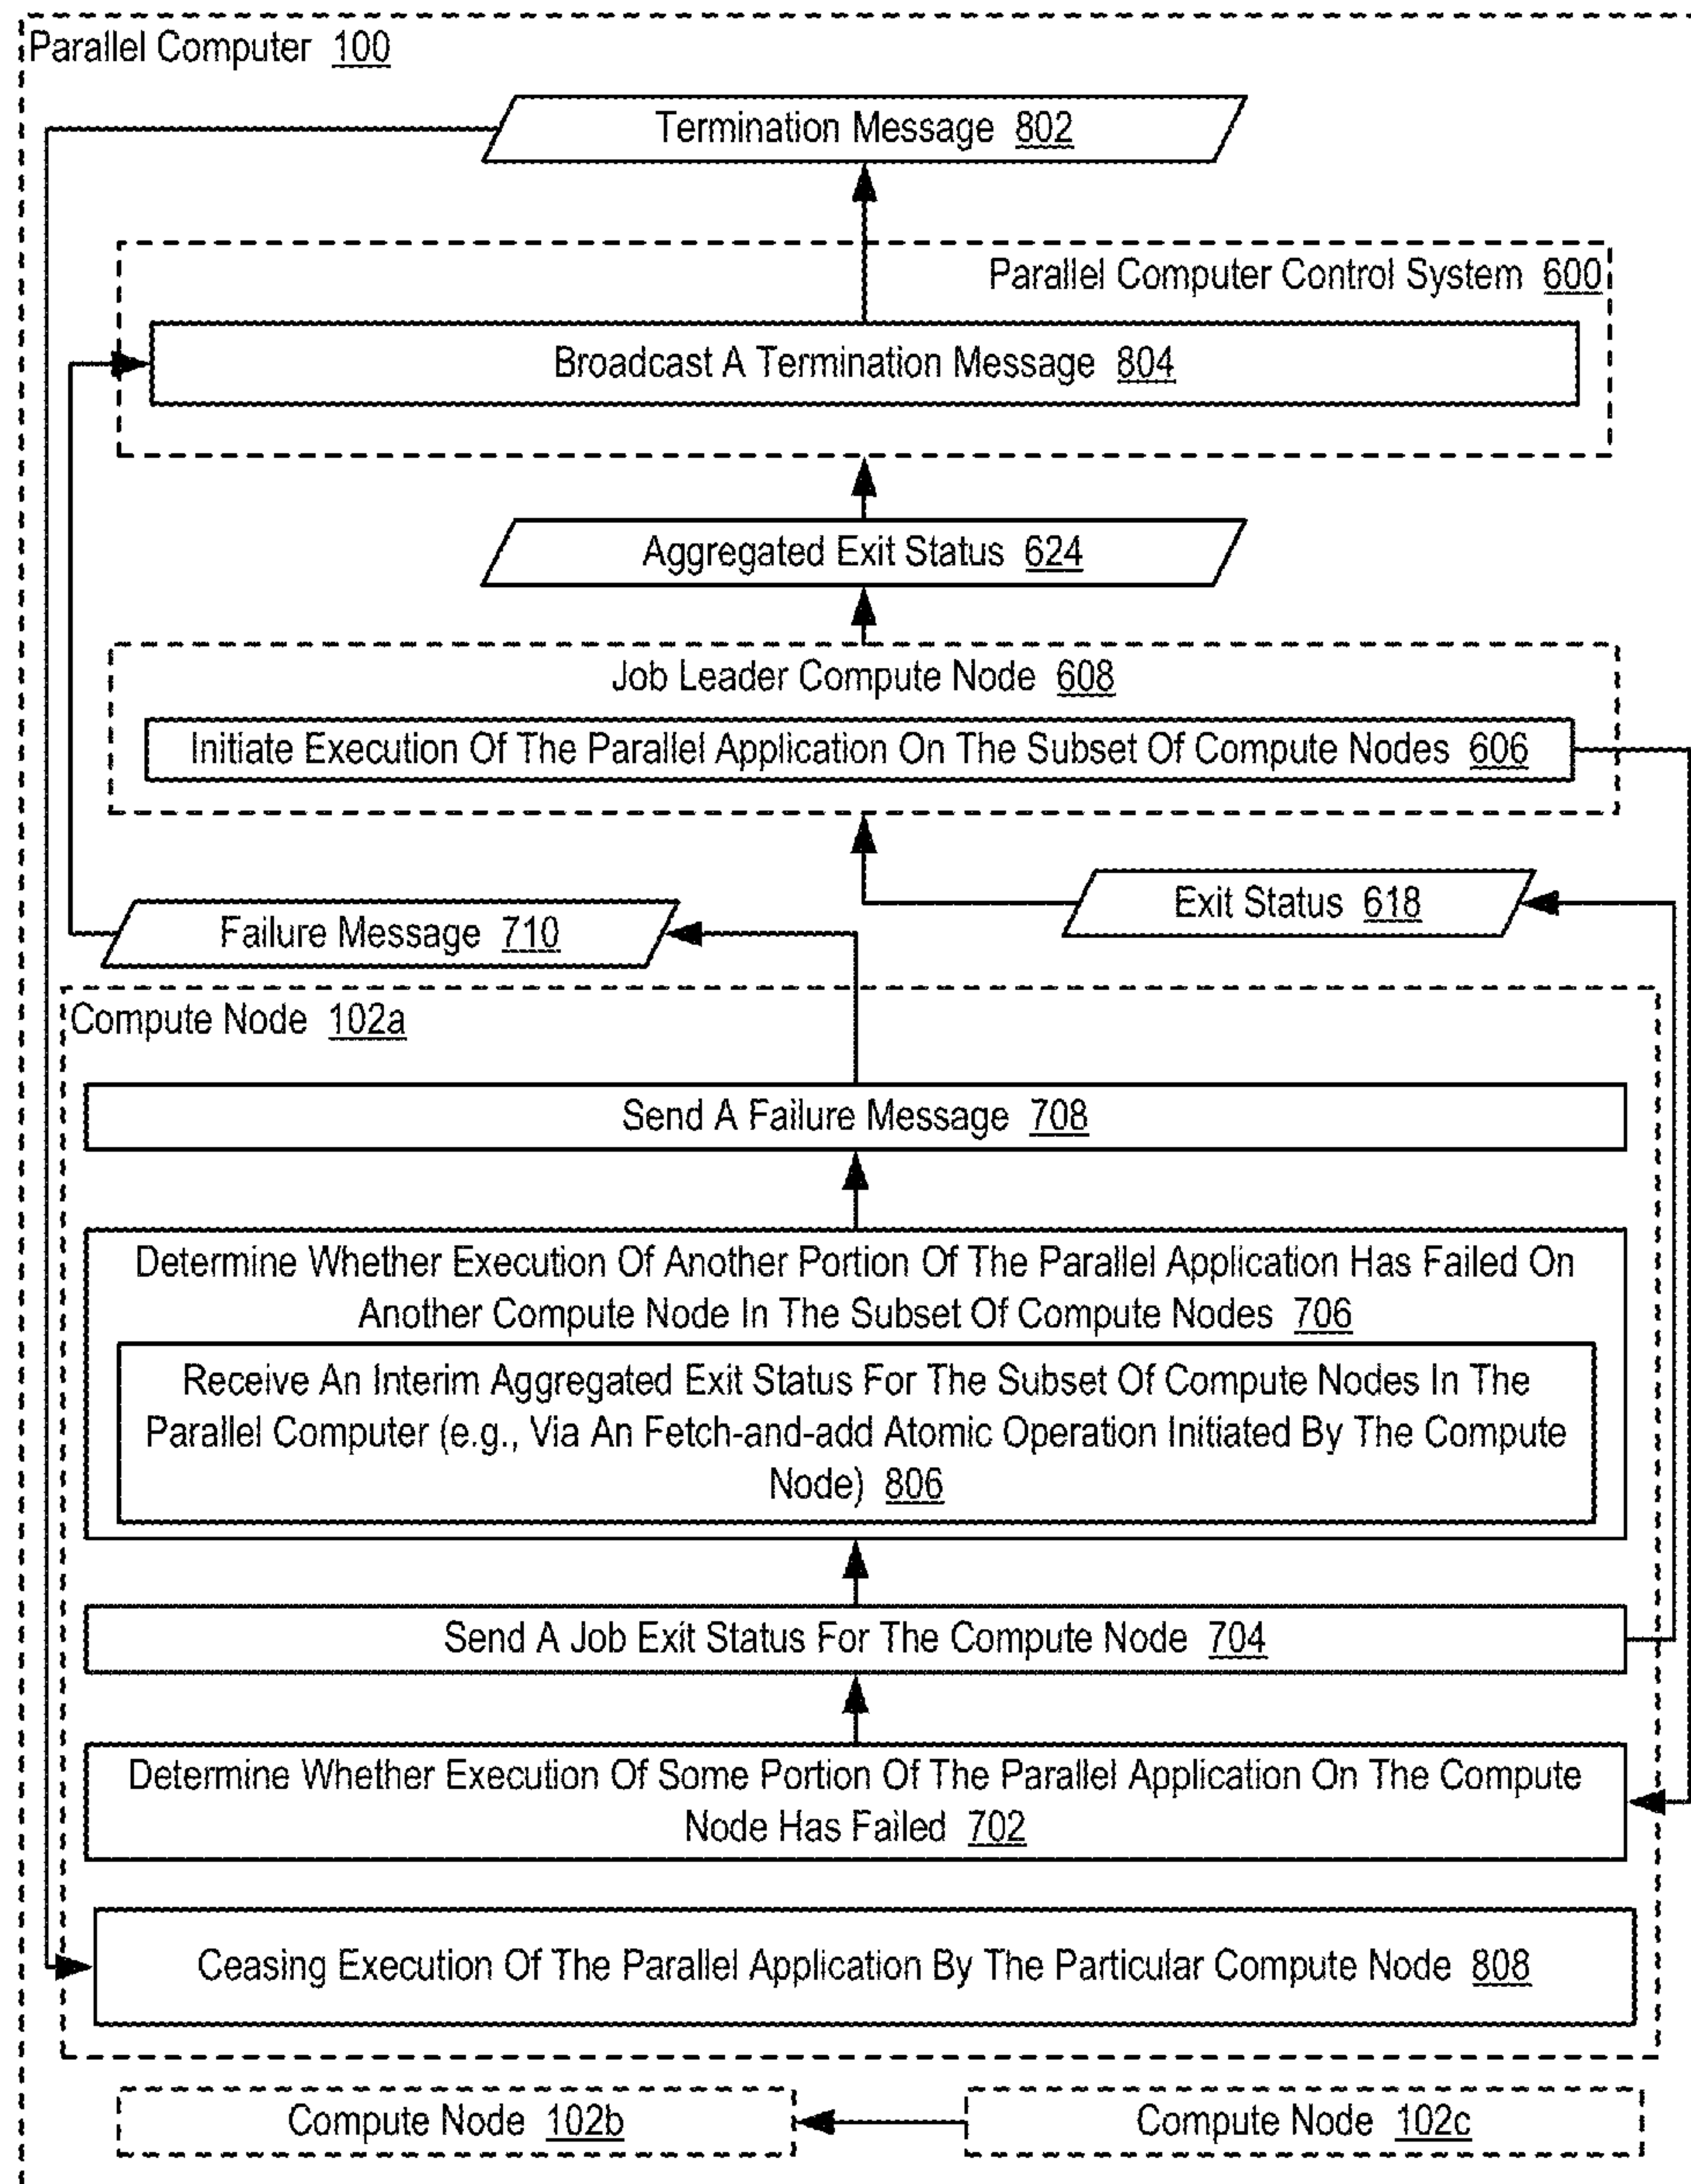 Parallel Computer 100
Termination Message 802
Parallel Computer Control System 600
Broadcast A Termination Message 804
Aggregated Exit Status 624
Job Leader Compute Node 608
Initiate Execution Of The Parallel Application On The Subset Of Compute Nodes 606
Exit Status 618
Failure Message 710
Compute Node 102a
Send A Failure Message 708
Determine Whether Execution Of Another Portion Of The Parallel Application Has Failed On
Another Compute Node In The Subset Of Compute Nodes 706
Receive An Interim Aggregated Exit Status For The Subset Of Compute Nodes In The
Parallel Computer (e.g., Via An Fetch-and-add Atomic Operation Initiated By The Compute
Node) 806
Send A Job Exit Status For The Compute Node 704
Determine Whether Execution Of Some Portion Of The Parallel Application On The Compute
Node Has Failed 702
Ceasing Execution Of The Parallel Application By The Particular Compute Node 808
Compute Node 102b
Compute Node 102c